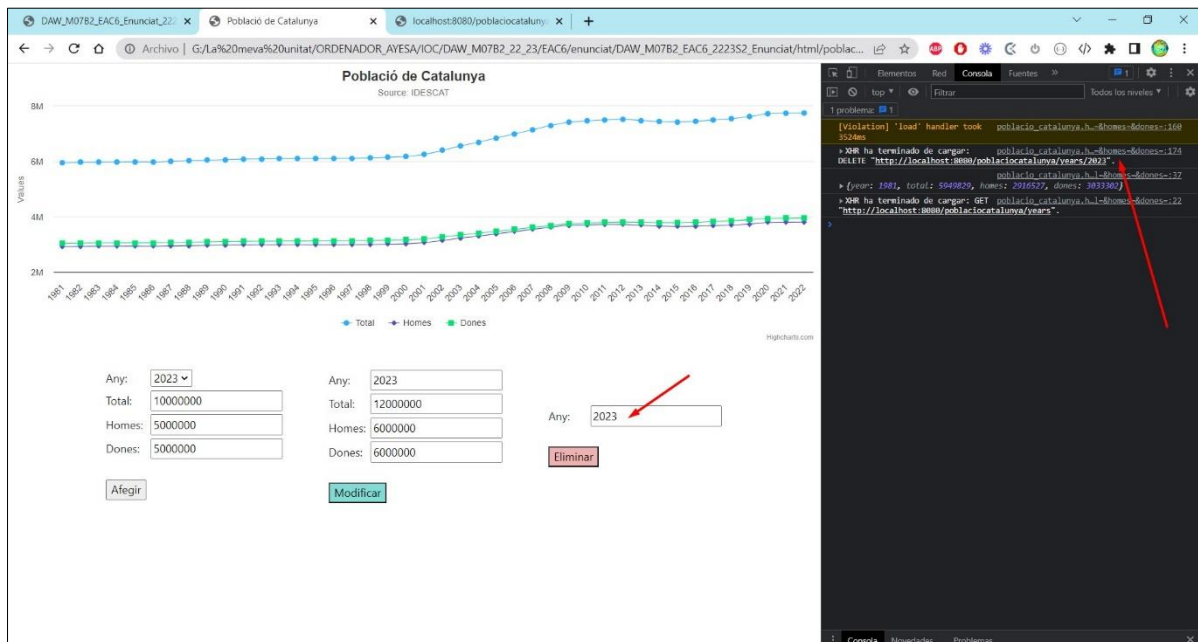 DAW_M07B2_EAC6_Enunciat_222
Població de Catalunya
localhost:8080/poblaciocatalunya
Archivo | G:/La%20meva%20unitat/ORDENADOR_AYESA/IOC/DAW_M07B2_22_23/EAC6/enunciat/DAW_M07B2_EAC6_2223S2_Enunciat/html/poblac...
ABP
Elementos Red Consola Fuentes » 1
top ▾ Filtrar Todos los niveles ▾
1 problema: 1
[Violation] 'load' handler took 3524ms
poblacio_catalunya.h…-&homes=&dones=:160
XHR ha terminado de cargar: DELETE "http://localhost:8080/poblaciocatalunya/years/2023".
poblacio_catalunya.h…-&homes=&dones=:174
poblacio_catalunya.h…l-&homes=&dones=:37
{year: 1981, total: 5949829, homes: 2916527, dones: 3033302}
XHR ha terminado de cargar: GET "http://localhost:8080/poblaciocatalunya/years".
poblacio_catalunya.h…l-&homes=&dones=:22
Població de Catalunya
Source: IDESCAT
Values
8M
6M
4M
2M
1981 1982 1983 1984 1985 1986 1987 1988 1989 1990 1991 1992 1993 1994 1995 1996 1997 1998 1999 2000 2001 2002 2003 2004 2005 2006 2007 2008 2009 2010 2011 2012 2013 2014 2015 2016 2017 2018 2019 2020 2021 2022
Total Homes Dones
Highcharts.com
Any: 2023
Total: 10000000
Homes: 5000000
Dones: 5000000
Afegir
Any: 2023
Total: 12000000
Homes: 6000000
Dones: 6000000
Modificar
Any: 2023
Eliminar
Consola Novedades Problemas